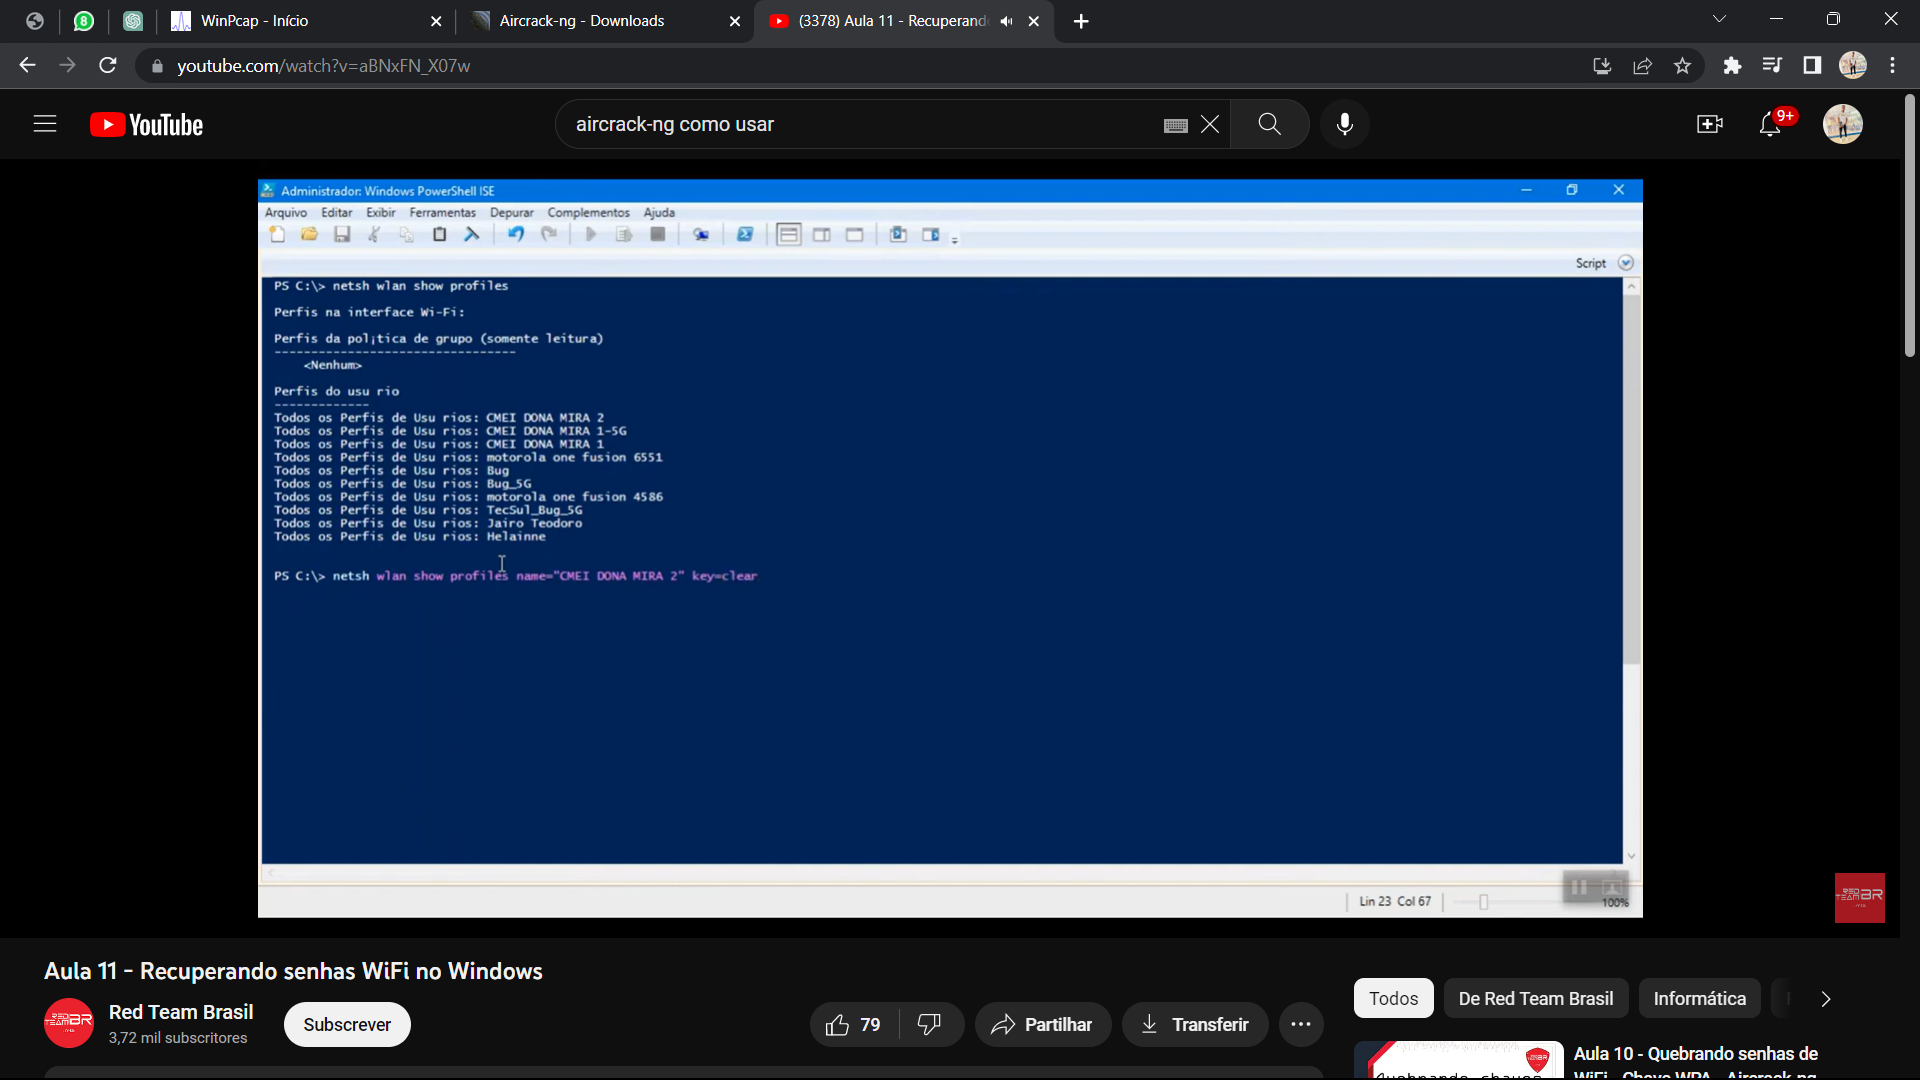 WinPcap - Início
Aircrack-ng - Downloads
(3378) Aula 11 - Recuperand
youtube.com/watch?v=aBNxFN_X07w
YouTube
aircrack-ng como usar
9+
Administrador: Windows PowerShell ISE
Arquivo Editar Exibir Ferramentas Depurar Complementos Ajuda
Script
PS C:\> netsh wlan show profiles
Perfis na interface Wi-Fi:
Perfis da pol¡tica de grupo (somente leitura)
---------------------------------
<Nenhum>
Perfis do usu rio
-------------
Todos os Perfis de Usu rios: CMEI DONA MIRA 2
Todos os Perfis de Usu rios: CMEI DONA MIRA 1-5G
Todos os Perfis de Usu rios: CMEI DONA MIRA 1
Todos os Perfis de Usu rios: motorola one fusion 6551
Todos os Perfis de Usu rios: Bug
Todos os Perfis de Usu rios: Bug_5G
Todos os Perfis de Usu rios: motorola one fusion 4586
Todos os Perfis de Usu rios: TecSul_Bug_5G
Todos os Perfis de Usu rios: Jairo Teodoro
Todos os Perfis de Usu rios: Helainne
PS C:\> netsh wlan show profiles name="CMEI DONA MIRA 2" key=clear
Lin 23 Col 67
100%
RED TEAM BR
Aula 11 - Recuperando senhas WiFi no Windows
Red Team Brasil
3,72 mil subscritores
Subscrever
79
Partilhar
Transferir
Todos
De Red Team Brasil
Informática
Aula 10 - Quebrando senhas de
WiFi - Chave WPA - Aircrack-ng